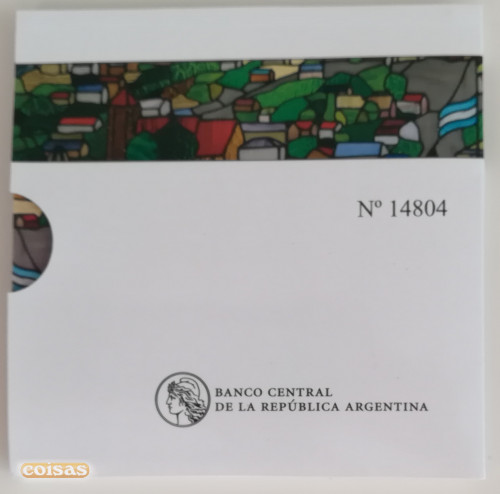 Nº 14804
BANCO CENTRAL
DE LA REPÚBLICA ARGENTINA
coisas